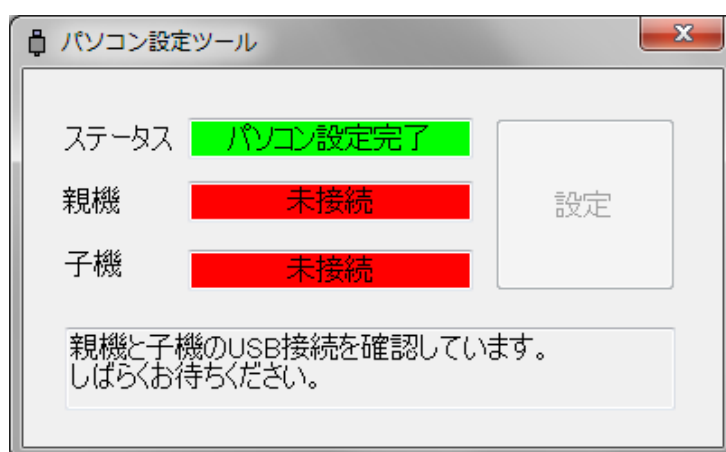 パソコン設定ツール
ステータス パソコン設定完了
親機 未接続
設定
子機 未接続
親機と子機のUSB接続を確認しています。
しばらくお待ちください。